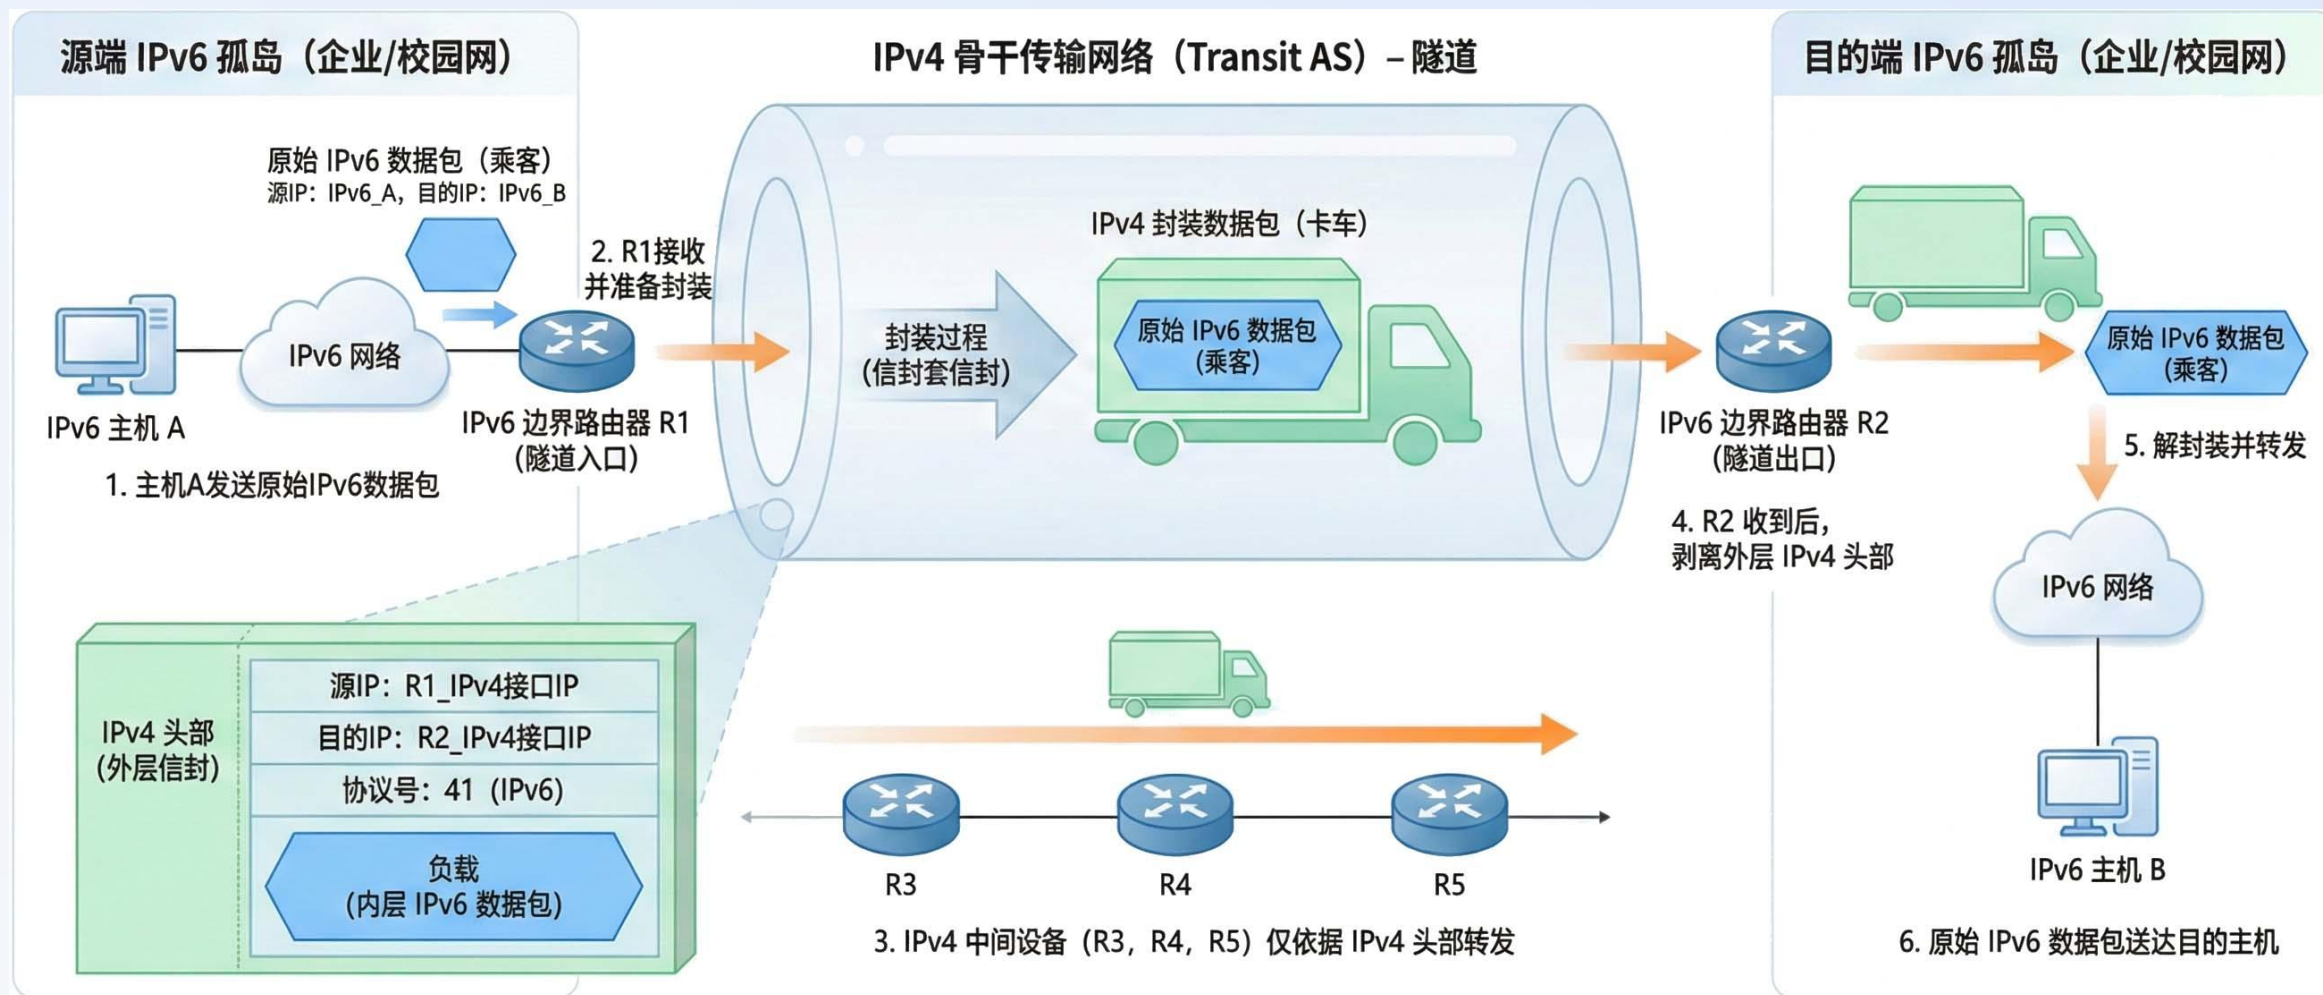 源端 IPv6 孤岛（企业/校园网）
原始 IPv6 数据包（乘客）
源IP：IPv6_A，目的IP：IPv6_B
IPv6 网络
IPv6 主机 A
1. 主机A发送原始IPv6数据包
2. R1接收
并准备封装
IPv6 边界路由器 R1
(隧道入口)
IPv4 骨干传输网络（Transit AS）– 隧道
封装过程
(信封套信封)
IPv4 封装数据包（卡车）
原始 IPv6 数据包
(乘客)
IPv4 头部
(外层信封)
源IP：R1_IPv4接口IP
目的IP：R2_IPv4接口IP
协议号：41（IPv6)
负载
(内层 IPv6 数据包)
R3
R4
R5
3. IPv4 中间设备（R3，R4，R5）仅依据 IPv4 头部转发
目的端 IPv6 孤岛（企业/校园网）
IPv6 边界路由器 R2
(隧道出口)
4. R2 收到后，
剥离外层 IPv4 头部
原始 IPv6 数据包
(乘客)
5. 解封装并转发
IPv6 网络
IPv6 主机 B
6. 原始 IPv6 数据包送达目的主机